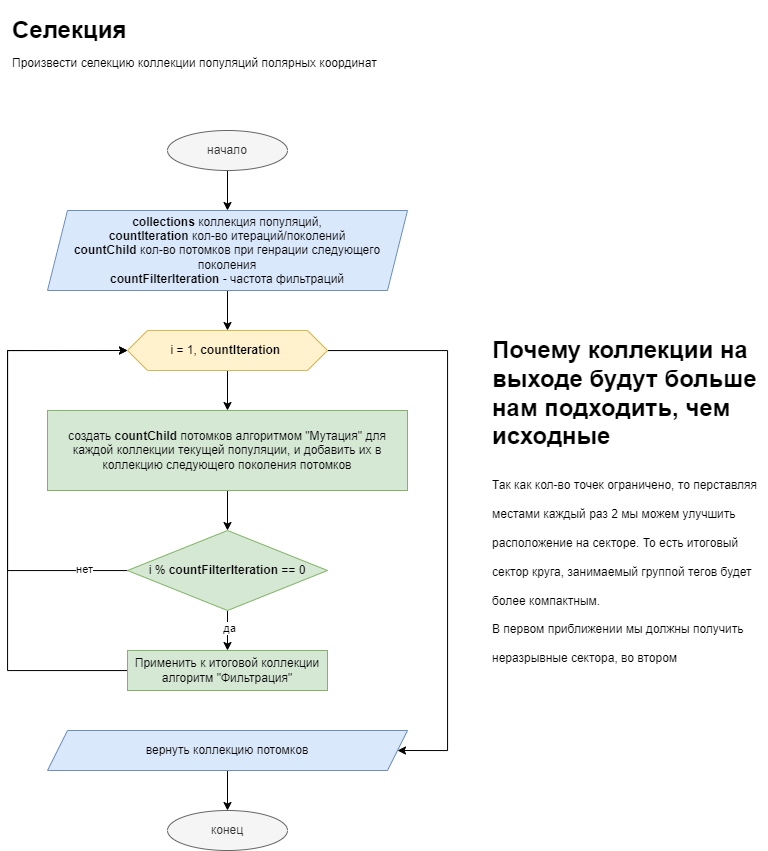 Селекция
Произвести селекцию коллекции популяций полярных координат
начало
collections коллекция популяций,
countIteration кол-во итераций/поколений
countChild кол-во потомков при генрации следующего
поколения
countFilterIteration - частота фильтраций
i = 1, countIteration
создать countChild потомков алгоритмом "Мутация" для
каждой коллекции текущей популяции, и добавить их в
коллекцию следующего поколения потомков
нет
i % countFilterIteration == 0
да
Применить к итоговой коллекции
алгоритм "Фильтрация"
вернуть коллекцию потомков
конец
Почему коллекции на
выходе будут больше
нам подходить, чем
исходные
Так как кол-во точек ограничено, то перставляя
местами каждый раз 2 мы можем улучшить
расположение на секторе. То есть итоговый
сектор круга, занимаемый группой тегов будет
более компактным.
В первом приближении мы должны получить
неразрывные сектора, во втором